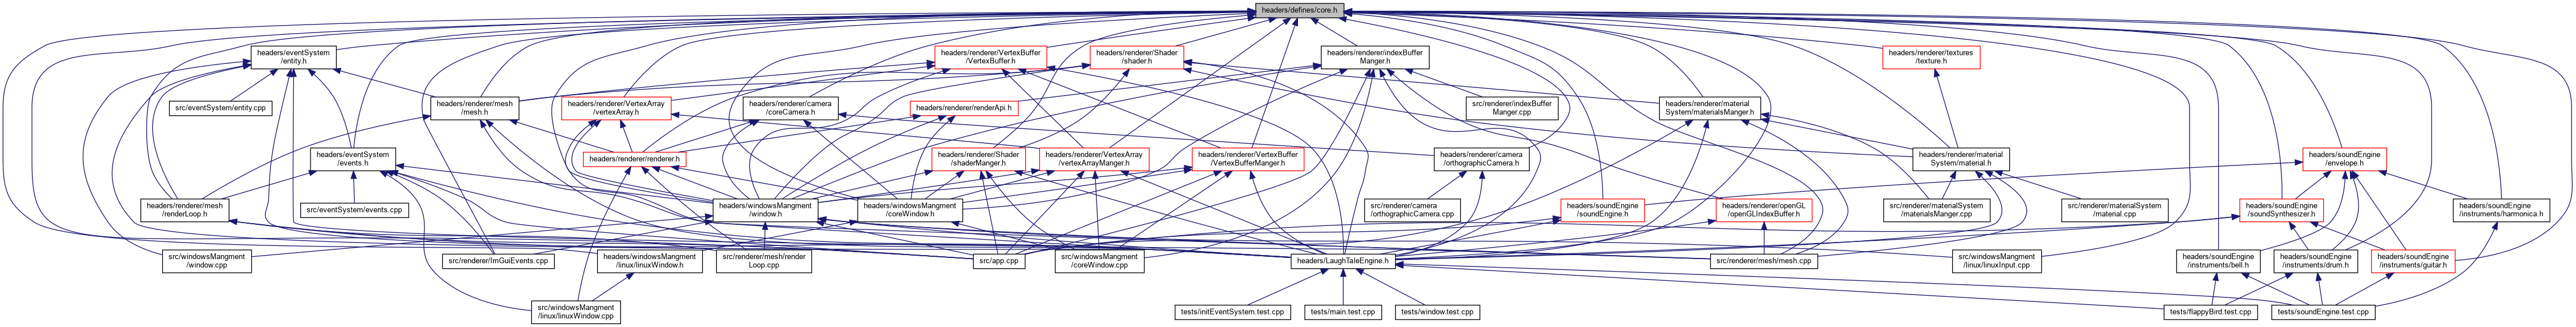 headers/defines/core.h
headers/eventSystem
/entity.h
headers/renderer/VertexBuffer
/VertexBuffer.h
headers/renderer/Shader
/shader.h
headers/renderer/indexBuffer
Manger.h
headers/renderer/textures
/texture.h
src/eventSystem/entity.cpp
headers/renderer/mesh
/mesh.h
headers/renderer/VertexArray
/vertexArray.h
headers/renderer/camera
/coreCamera.h
headers/renderer/renderApi.h
src/renderer/indexBuffer
Manger.cpp
headers/renderer/material
System/materialsManger.h
headers/eventSystem
/events.h
headers/renderer/renderer.h
headers/renderer/Shader
/shaderManger.h
headers/renderer/VertexArray
/vertexArrayManger.h
headers/renderer/VertexBuffer
/VertexBufferManger.h
headers/renderer/camera
/orthographicCamera.h
headers/renderer/material
System/material.h
headers/soundEngine
/envelope.h
headers/renderer/mesh
/renderLoop.h
src/eventSystem/events.cpp
headers/windowsMangment
/window.h
headers/windowsMangment
/coreWindow.h
src/renderer/camera
/orthographicCamera.cpp
headers/soundEngine
/soundEngine.h
headers/renderer/openGL
/openGLIndexBuffer.h
src/renderer/materialSystem
/materialsManger.cpp
src/renderer/materialSystem
/material.cpp
headers/soundEngine
/soundSynthesizer.h
headers/soundEngine
/instruments/harmonica.h
src/windowsMangment
/window.cpp
src/renderer/ImGuiEvents.cpp
headers/windowsMangment
/linux/linuxWindow.h
src/renderer/mesh/render
Loop.cpp
src/app.cpp
src/windowsMangment
/coreWindow.cpp
headers/LaughTaleEngine.h
src/renderer/mesh/mesh.cpp
src/windowsMangment
/linux/linuxInput.cpp
headers/soundEngine
/instruments/bell.h
headers/soundEngine
/instruments/drum.h
headers/soundEngine
/instruments/guitar.h
src/windowsMangment
/linux/linuxWindow.cpp
tests/initEventSystem.test.cpp
tests/main.test.cpp
tests/window.test.cpp
tests/flappyBird.test.cpp
tests/soundEngine.test.cpp